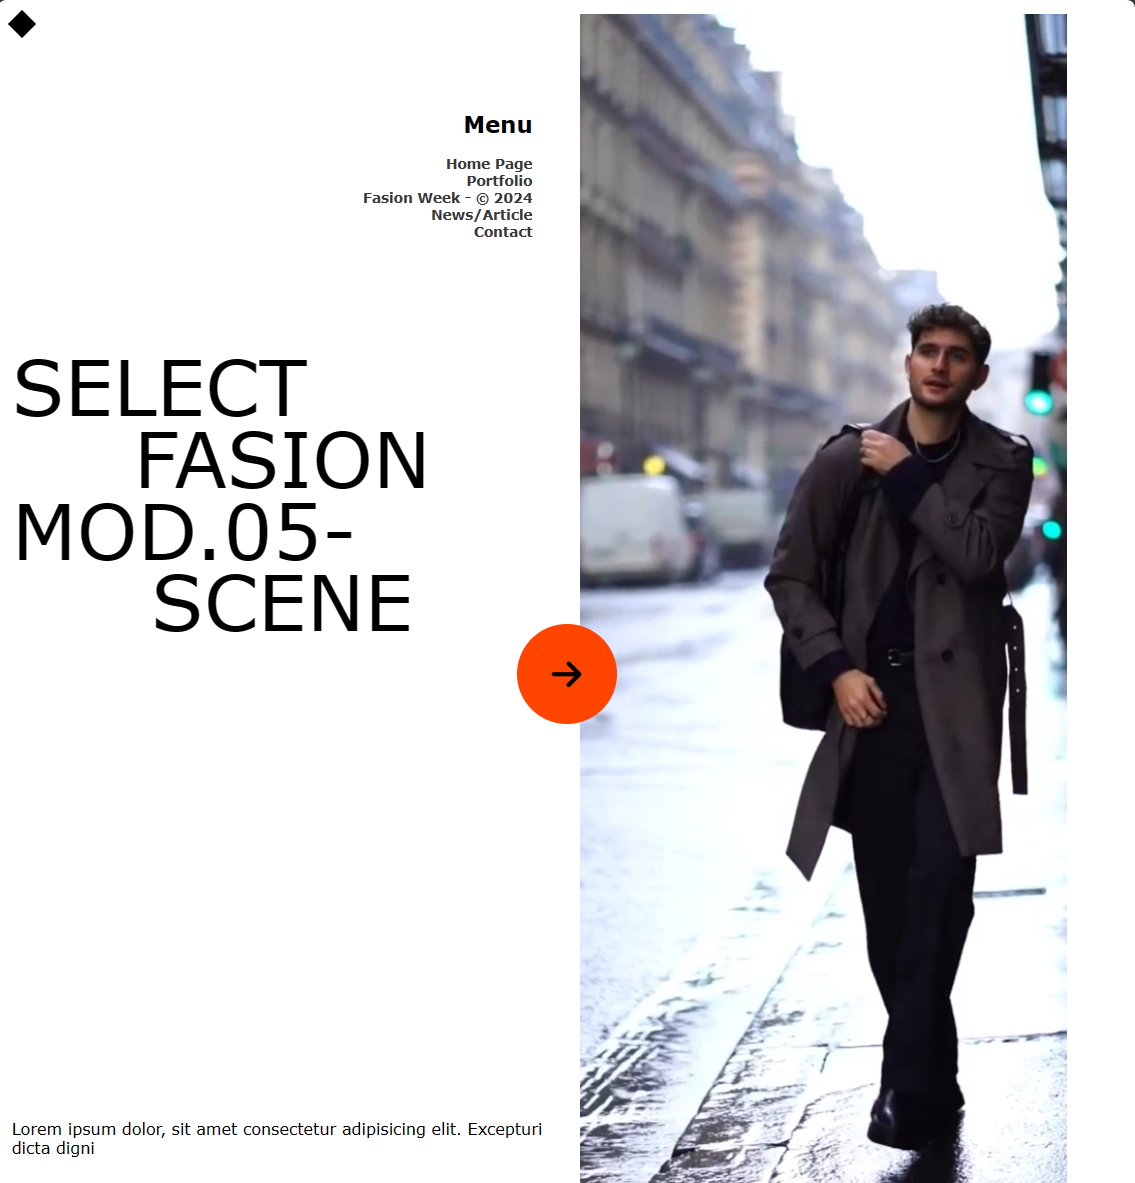 Menu
Home Page
Portfolio
Fasion Week - © 2024
News/Article
Contact
SELECT
FASION
MOD.05-
SCENE
Lorem ipsum dolor, sit amet consectetur adipisicing elit. Excepturi
dicta digni